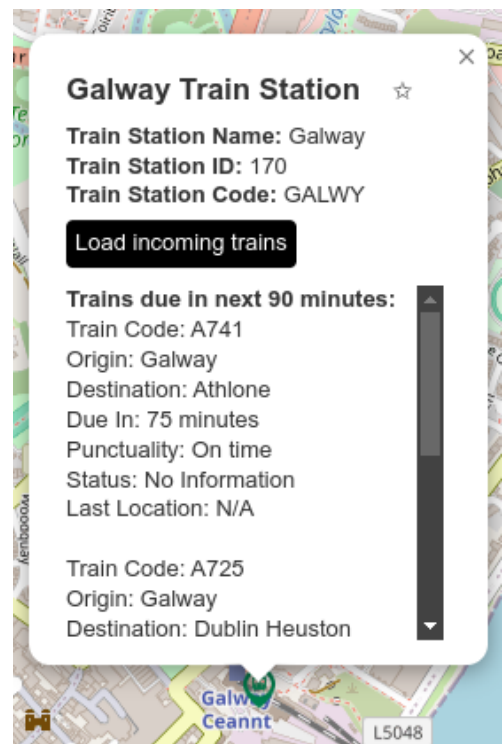 Galway Train Station ☆
×
Train Station Name: Galway
Train Station ID: 170
Train Station Code: GALWY
Load incoming trains
Trains due in next 90 minutes:
Train Code: A741
Origin: Galway
Destination: Athlone
Due In: 75 minutes
Punctuality: On time
Status: No Information
Last Location: N/A
Train Code: A725
Origin: Galway
Destination: Dublin Heuston
Woodquay
Ceannt
L5048